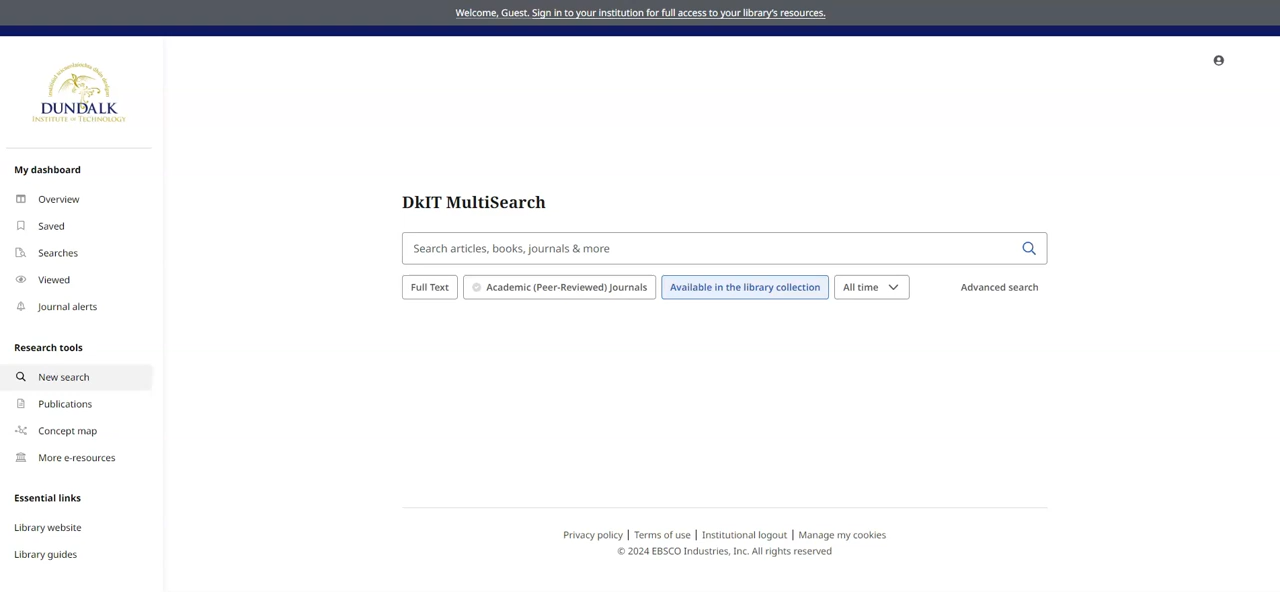 Welcome, Guest. Sign in to your institution for full access to your library's resources.
DUNDALK
INSTITUTE OF TECHNOLOGY
My dashboard
Overview
Saved
Searches
Viewed
Journal alerts
Research tools
New search
Publications
Concept map
More e-resources
Essential links
Library website
Library guides
DkIT MultiSearch
Search articles, books, journals & more
Full Text Academic (Peer-Reviewed) Journals Available in the library collection All time Advanced search
Privacy policy | Terms of use | Institutional logout | Manage my cookies
© 2024 EBSCO Industries, Inc. All rights reserved